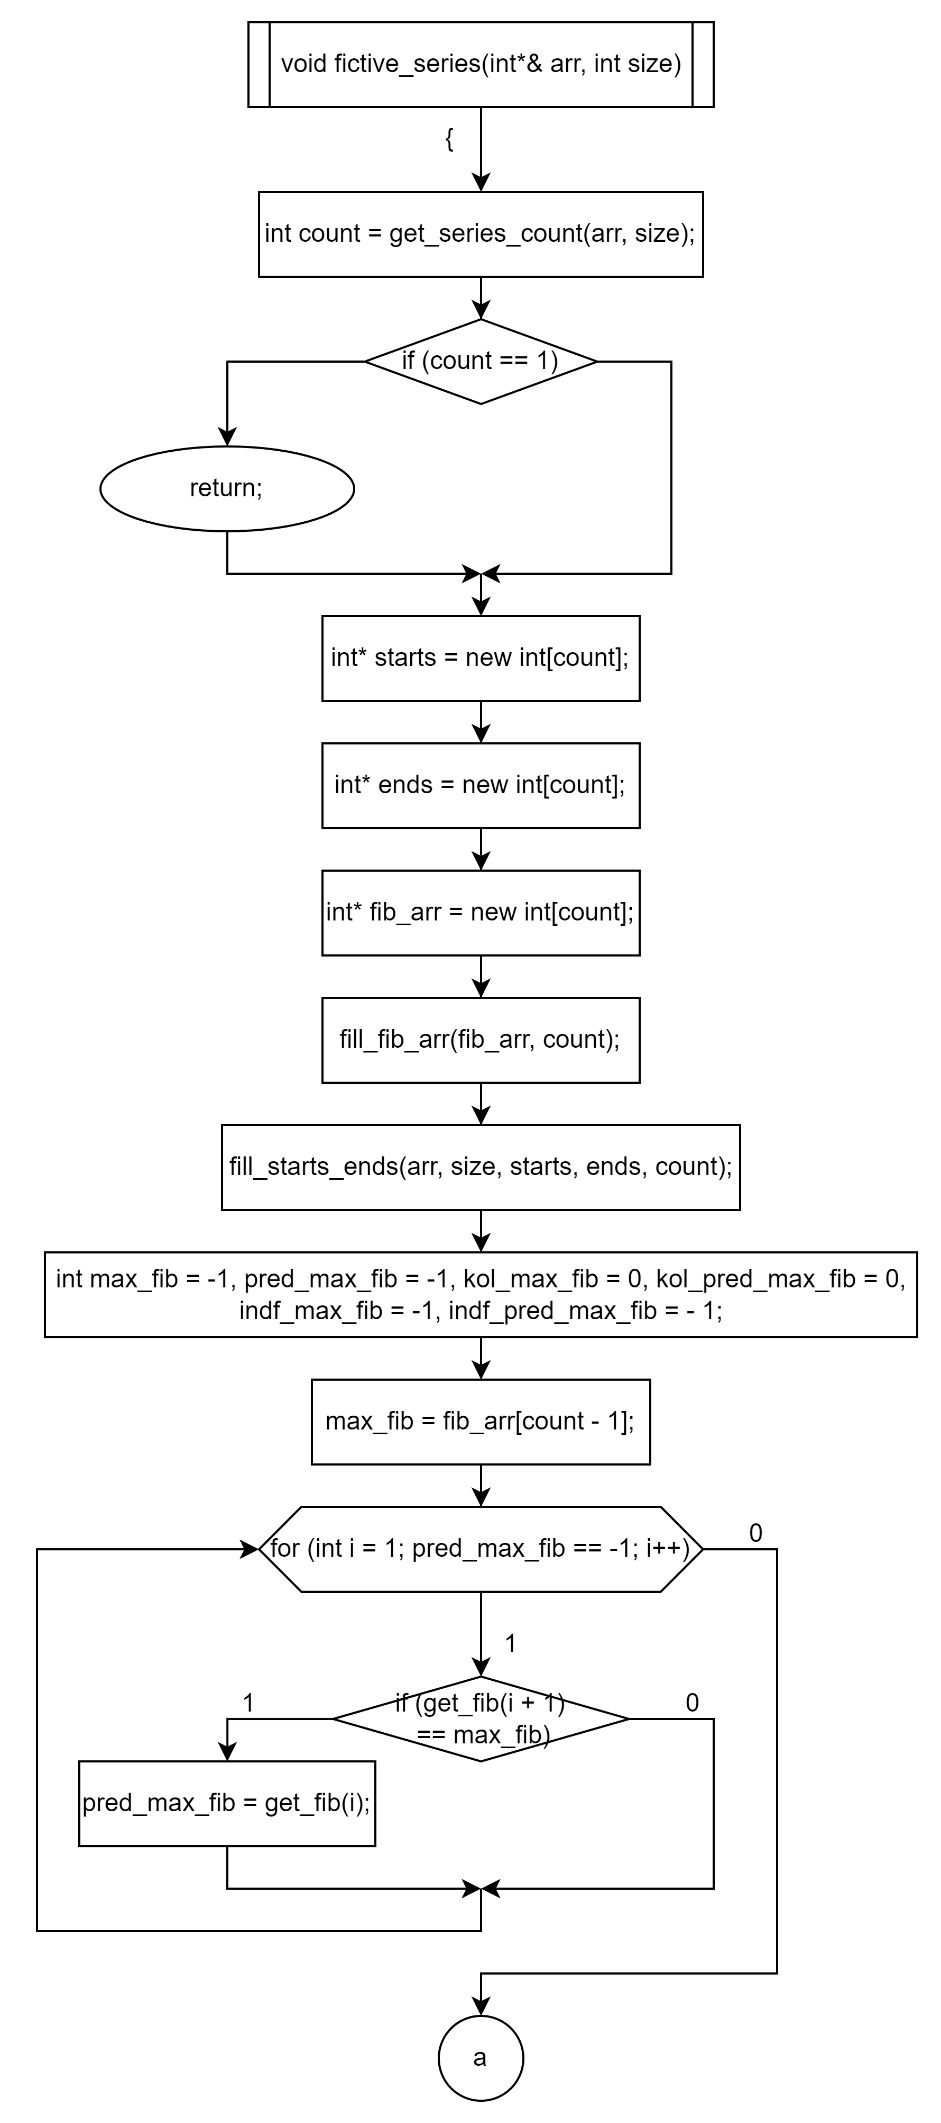 void fictive_series(int*& arr, int size)
{
int count = get_series_count(arr, size);
if (count == 1)
return;
int* starts = new int[count];
int* ends = new int[count];
int* fib_arr = new int[count];
fill_fib_arr(fib_arr, count);
fill_starts_ends(arr, size, starts, ends, count);
int max_fib = -1, pred_max_fib = -1, kol_max_fib = 0, kol_pred_max_fib = 0,
indf_max_fib = -1, indf_pred_max_fib = - 1;
max_fib = fib_arr[count - 1];
for (int i = 1; pred_max_fib == -1; i++)
0
1
if (get_fib(i + 1)
== max_fib)
1
0
pred_max_fib = get_fib(i);
a